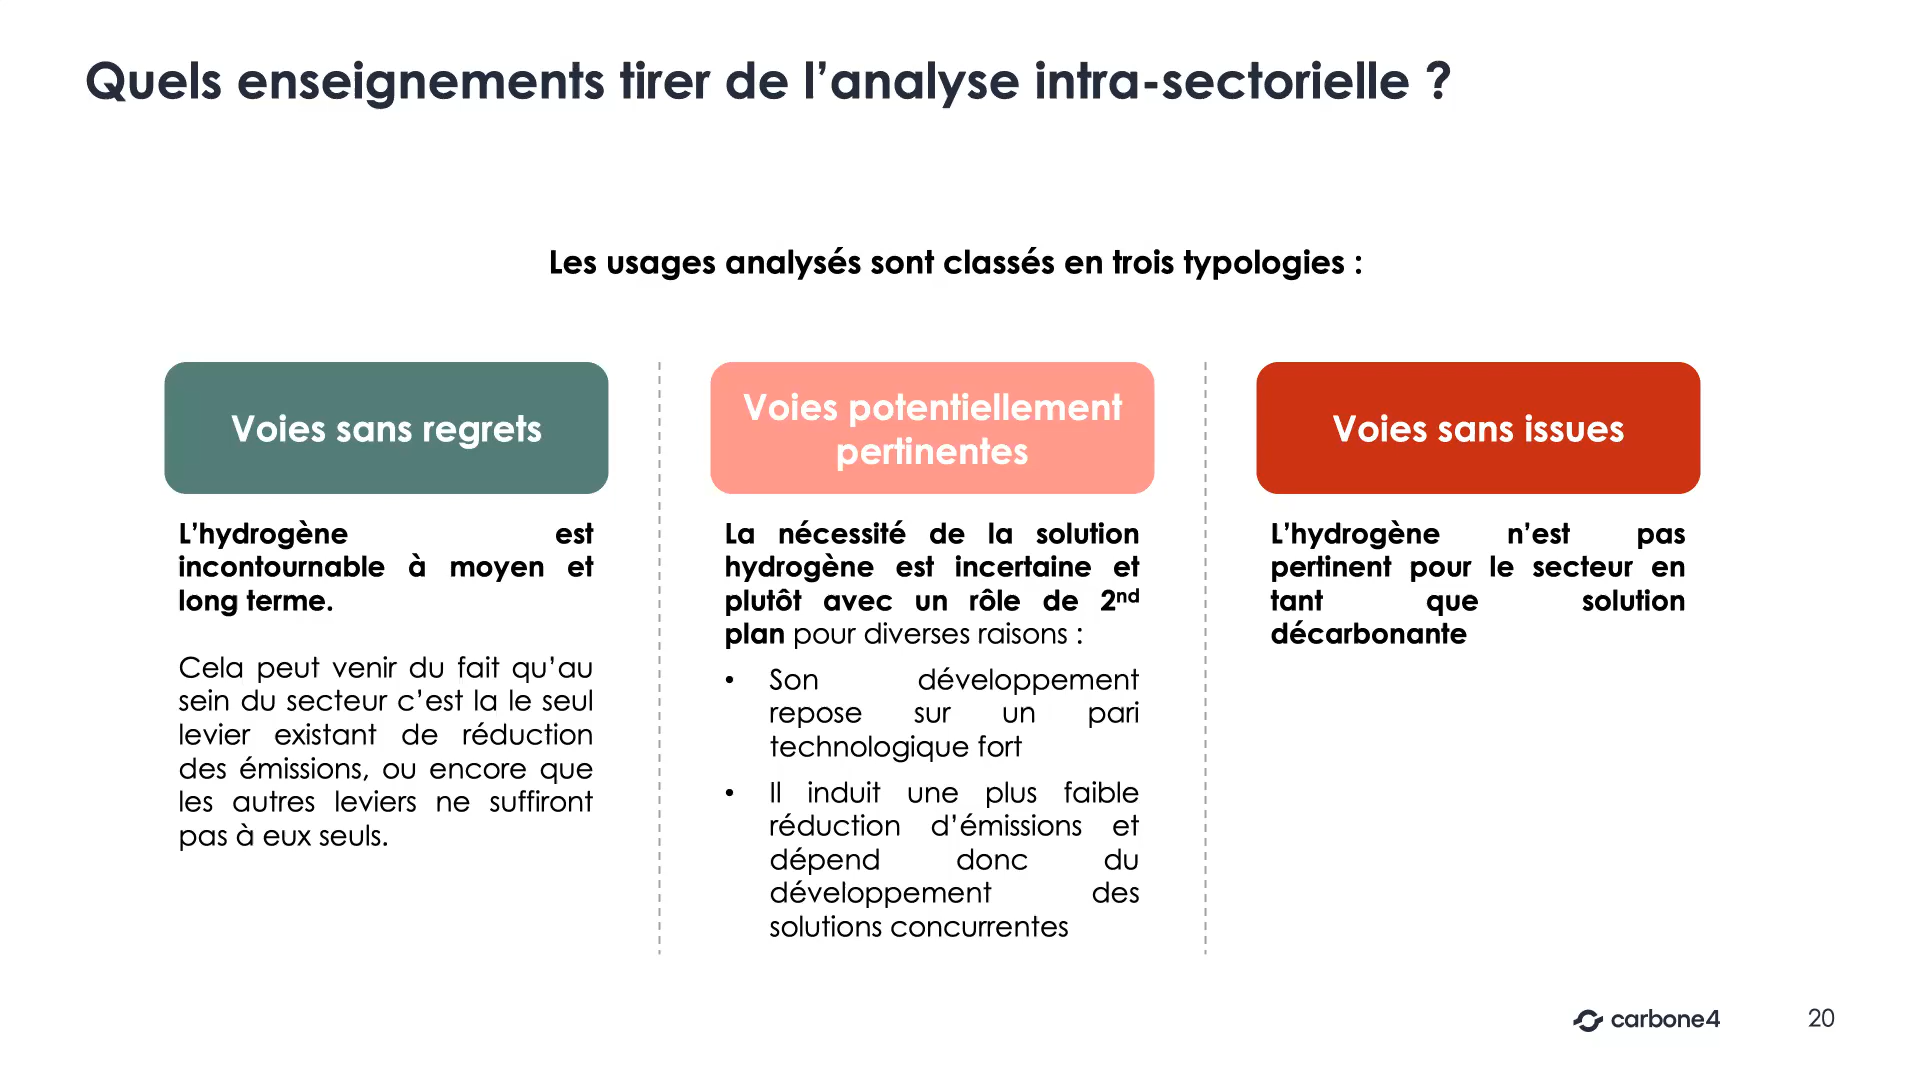 Quels enseignements tirer de l’analyse intra-sectorielle ?
Les usages analysés sont classés en trois typologies :
Voies sans regrets
L’hydrogène est
incontournable à moyen et
long terme.
Cela peut venir du fait qu’au
sein du secteur c’est la le seul
levier existant de réduction
des émissions, ou encore que
les autres leviers ne suffiront
pas à eux seuls.
Voies potentiellement
pertinentes
La nécessité de la solution
hydrogène est incertaine et
plutôt avec un rôle de 2nd
plan pour diverses raisons :
• Son développement
repose sur un pari
technologique fort
• Il induit une plus faible
réduction d’émissions et
dépend donc du
développement des
solutions concurrentes
Voies sans issues
L’hydrogène n’est pas
pertinent pour le secteur en
tant que solution
décarbonante
carbone4
20